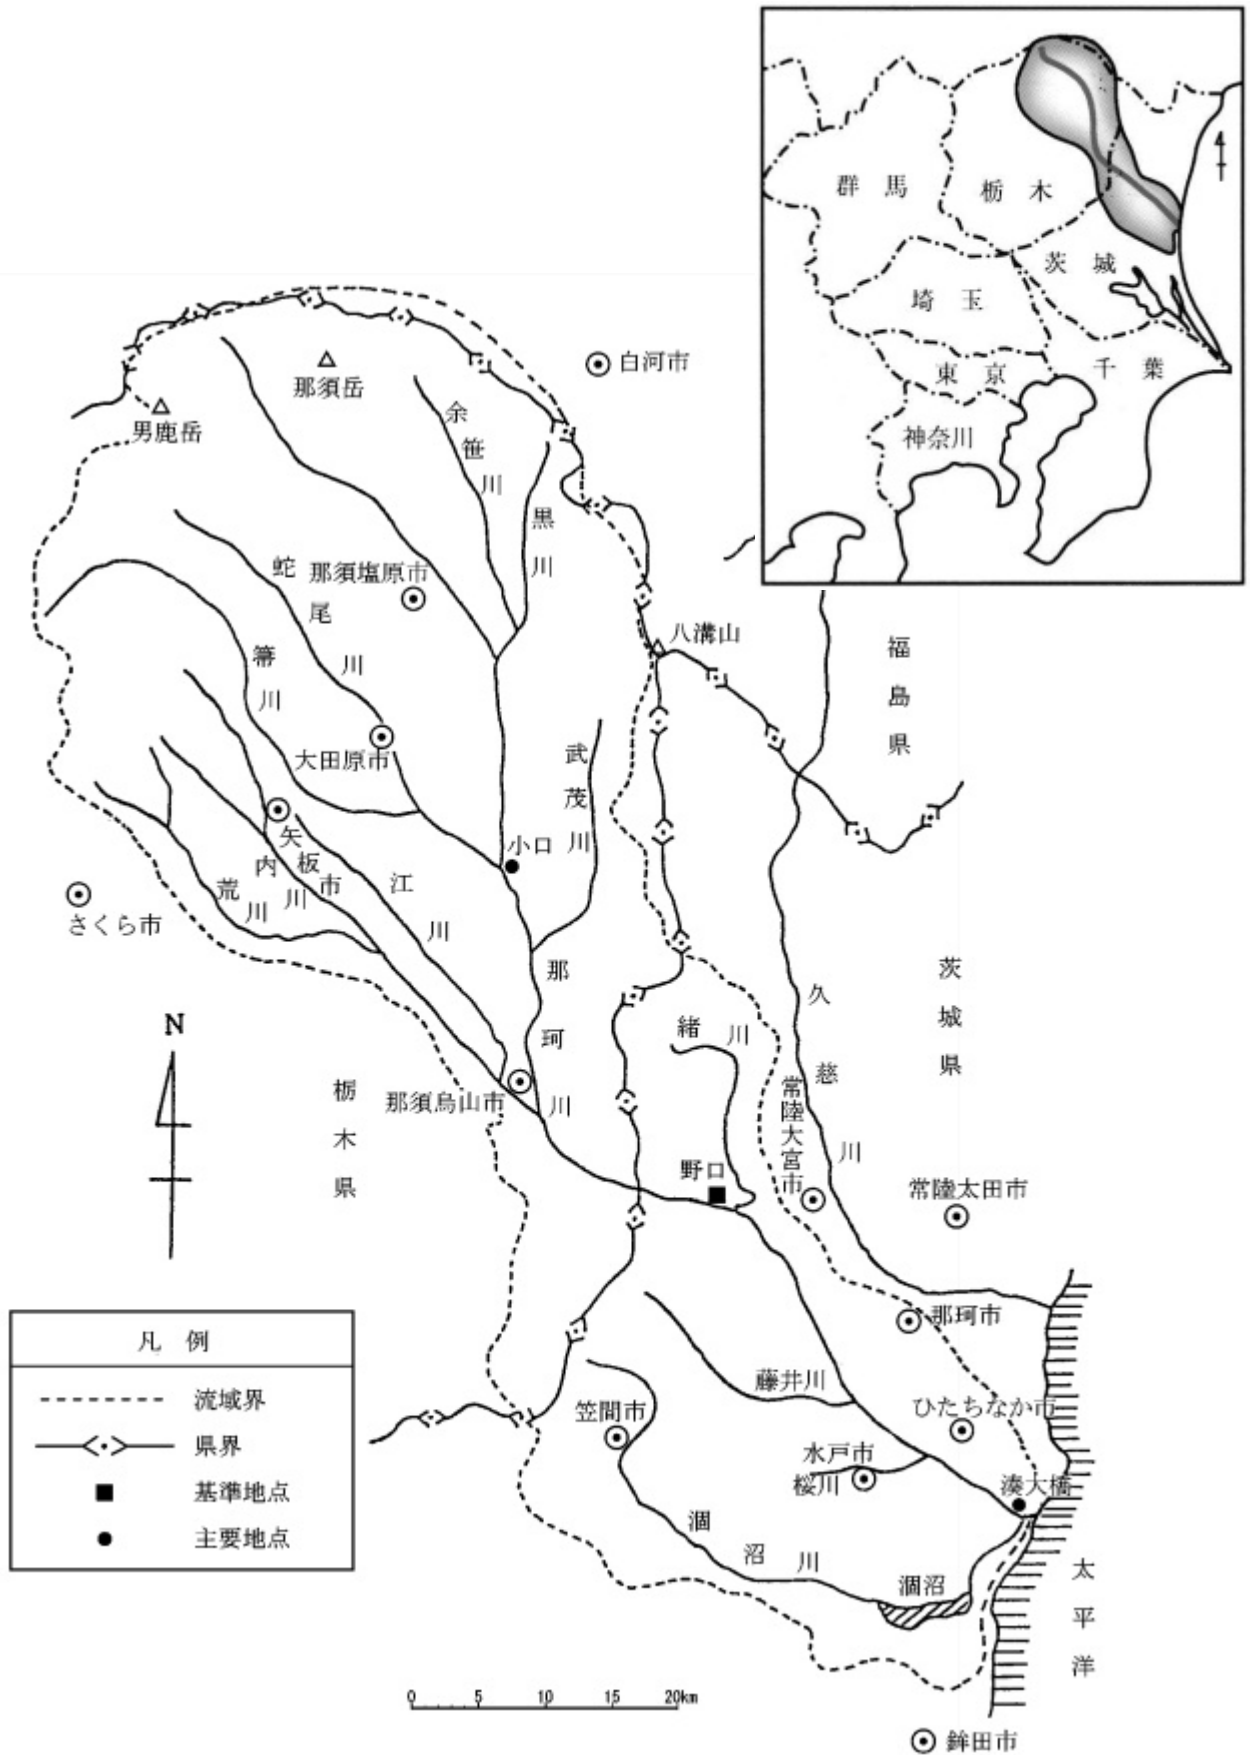 群馬
栃木
茨城
埼玉
東京
千葉
神奈川
白河市
那須岳
男鹿岳
余笹川
黒川
蛇尾川
那須塩原市
箒川
八溝山
福島県
大田原市
武茂川
小口
矢板市
内川
荒川
江川
さくら市
那珂川
久慈川
茨城県
緒川
N
栃木県
那須烏山市
常陸大宮市
野口
常陸太田市
那珂市
凡例
流域界
県界
基準地点
主要地点
藤井川
笠間市
ひたちなか市
水戸市
桜川
湊大橋
涸沼川
涸沼
太平洋
0 5 10 15 20km
鉾田市